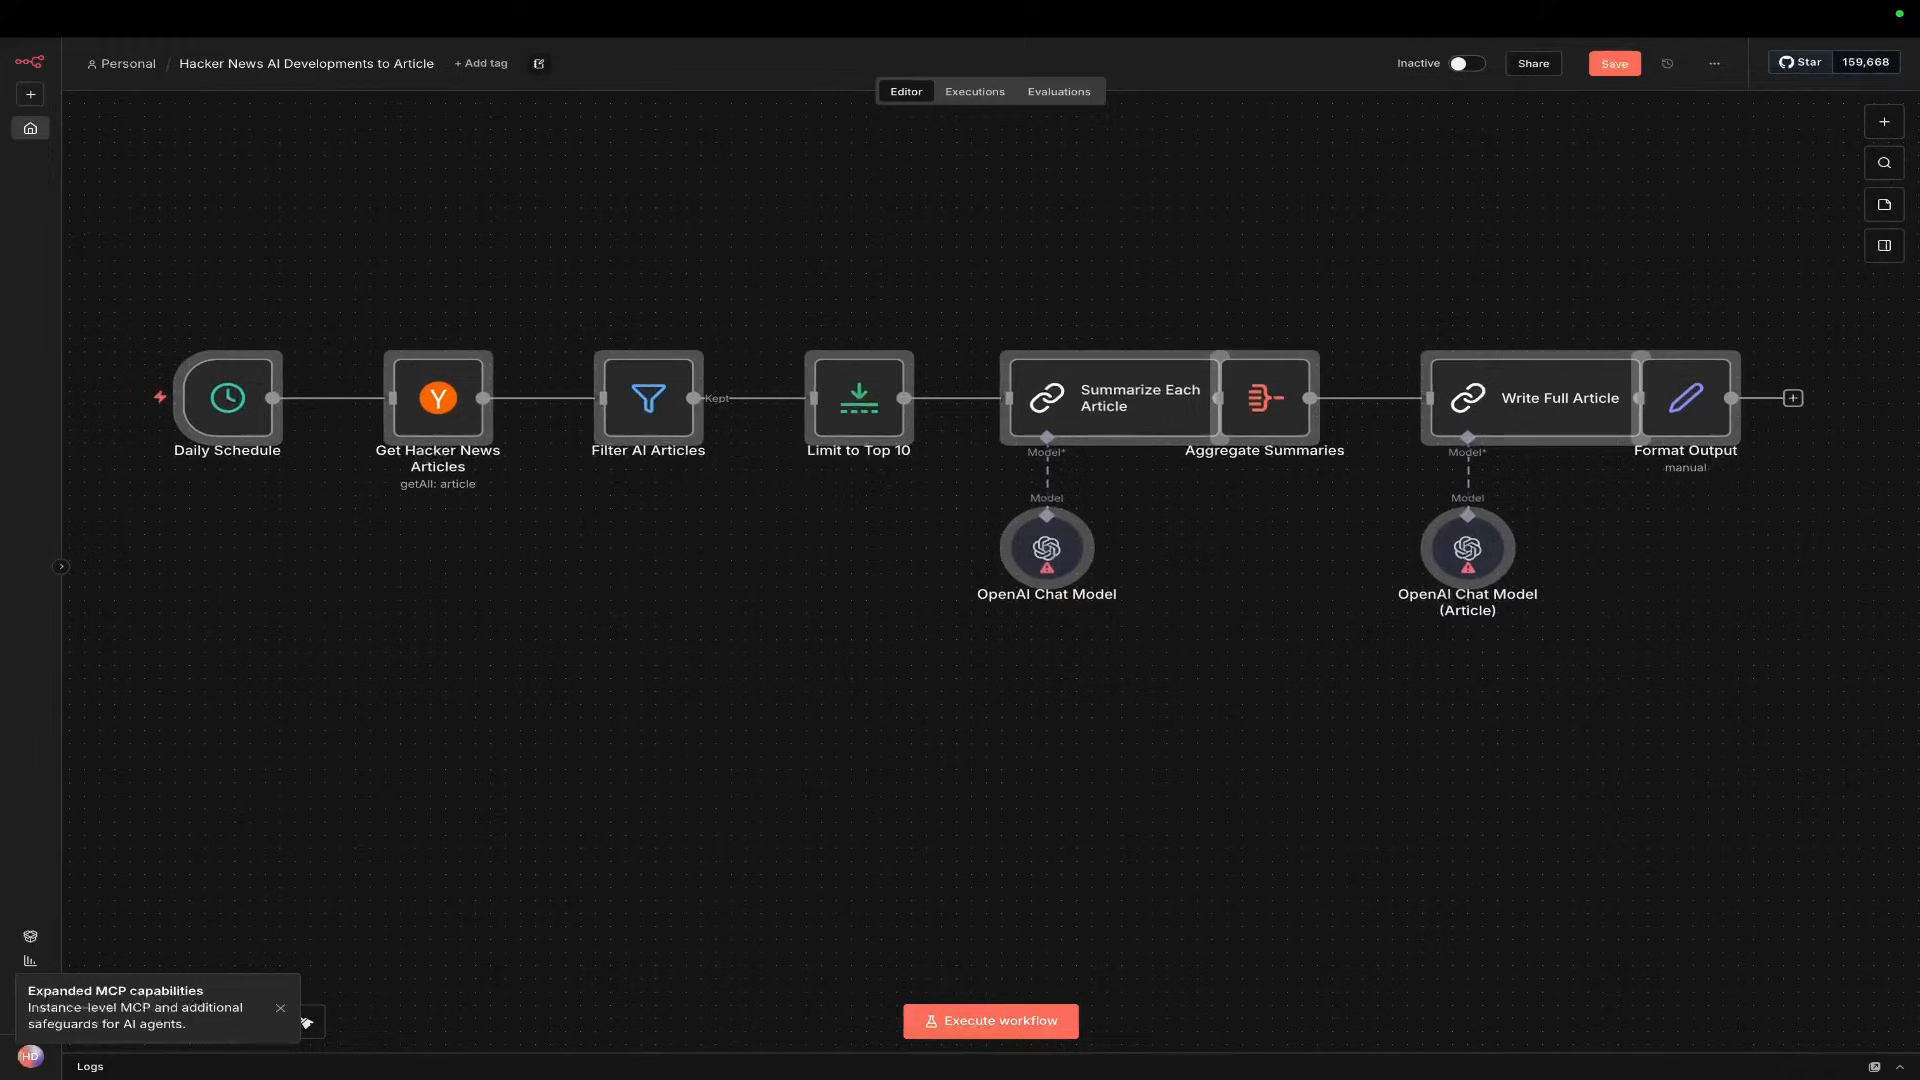 Personal / Hacker News AI Developments to Article + Add tag
Inactive
Share
Save
...
Star 159,668
Editor Executions Evaluations
Y
Kept
Summarize Each
Article
Write Full Article
Daily Schedule
Get Hacker News
Articles
getAll: article
Filter AI Articles
Limit to Top 10
Model*
Aggregate Summaries
Model*
Format Output
manual
Model
Model
OpenAI Chat Model
OpenAI Chat Model
(Article)
Expanded MCP capabilities
Instance-level MCP and additional
safeguards for AI agents.
Execute workflow
HD
Logs